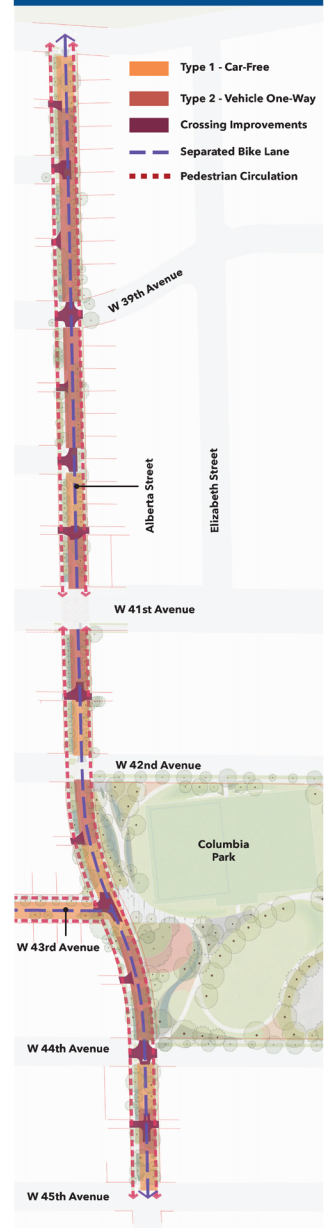 Type 1 - Car-Free
Type 2 - Vehicle One-Way
Crossing Improvements
Separated Bike Lane
Pedestrian Circulation
W 39th Avenue
Alberta Street
Elizabeth Street
W 41st Avenue
W 42nd Avenue
Columbia
Park
W 43rd Avenue
W 44th Avenue
W 45th Avenue